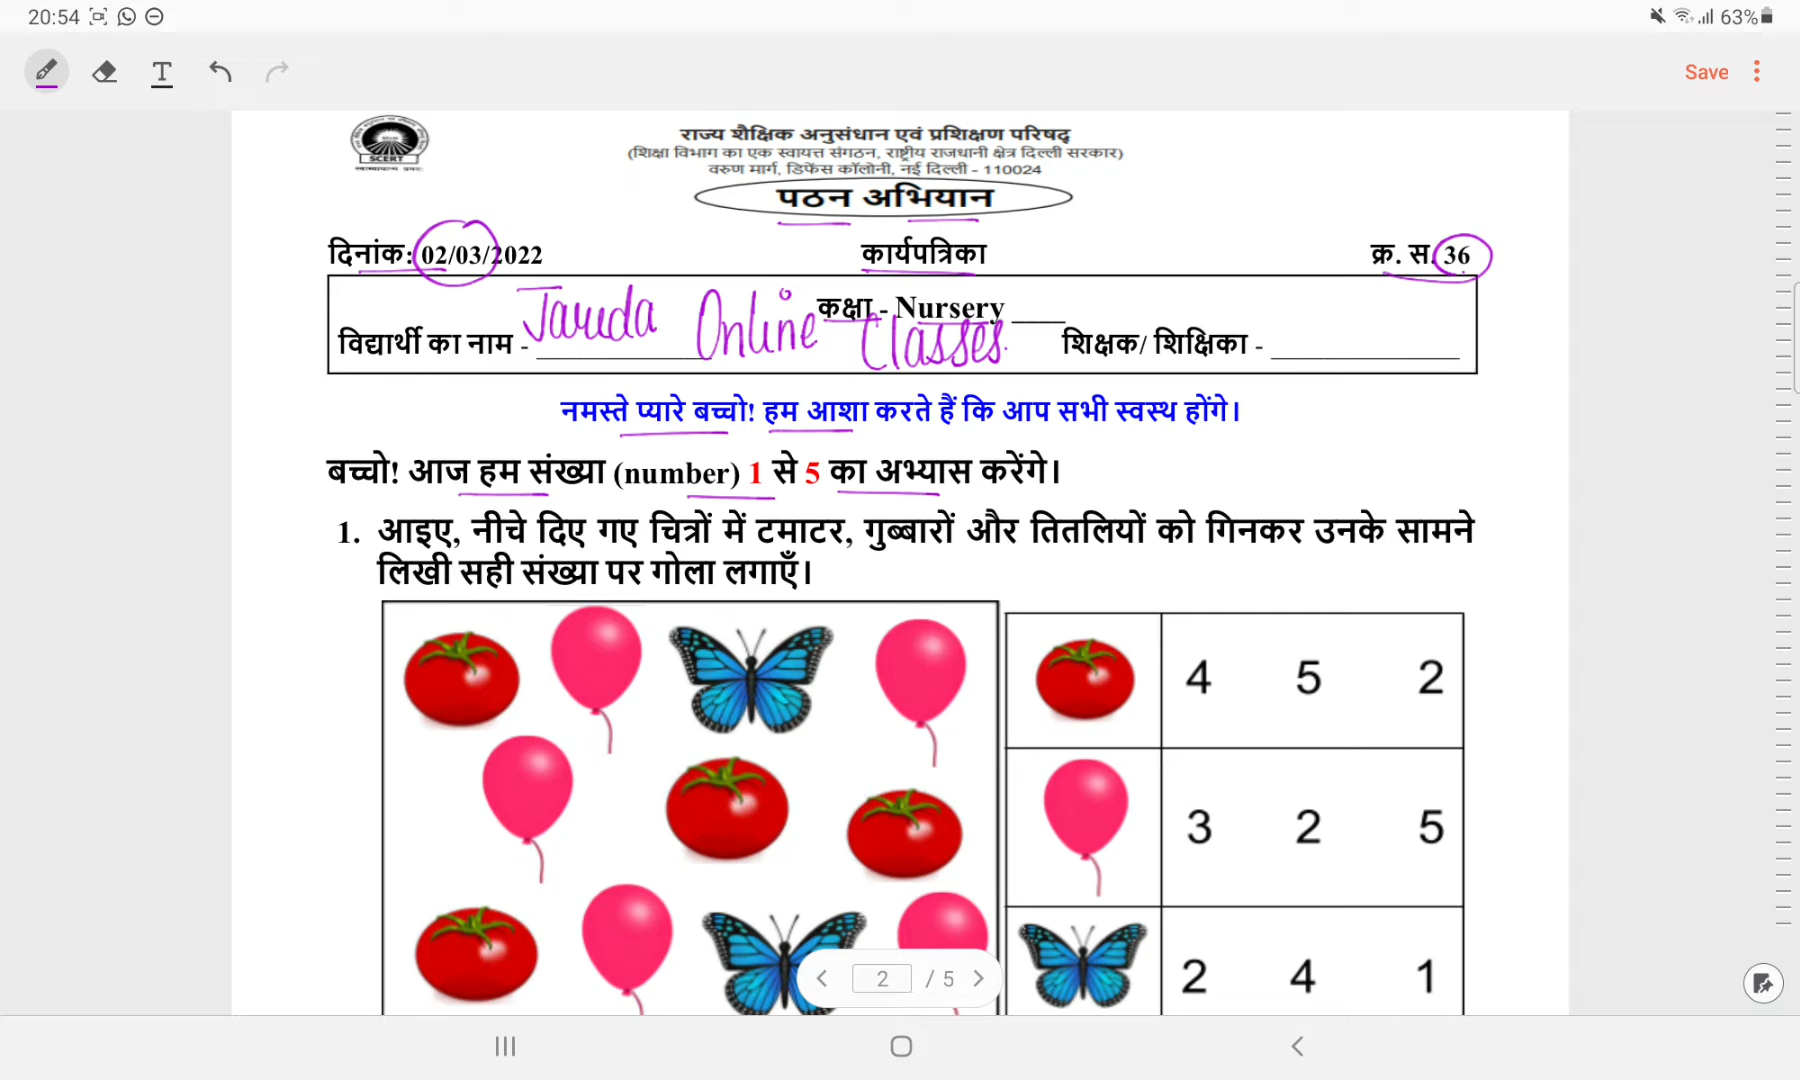 20:54
63%
T
Save
SCERT
राज्य शैक्षिक अनुसंधान एवं प्रशिक्षण परिषद्
(शिक्षा विभाग का एक स्वायत्त संगठन, राष्ट्रीय राजधानी क्षेत्र दिल्ली सरकार)
वरुण मार्ग, डिफेंस कॉलोनी, नई दिल्ली - 110024
पठन अभियान
दिनांक: 02/03/2022 कार्यपत्रिका क्र. स. 36
कक्षा - Nursery ____
विद्यार्थी का नाम - Online Classes. शिक्षक/ शिक्षिका -
नमस्ते प्यारे बच्चो! हम आशा करते हैं कि आप सभी स्वस्थ होंगे।
बच्चो! आज हम संख्या (number) 1 से 5 का अभ्यास करेंगे।
1. आइए, नीचे दिए गए चित्रों में टमाटर, गुब्बारों और तितलियों को गिनकर उनके सामने
लिखी सही संख्या पर गोला लगाएँ।
4 5 2
3 2 5
2 4 1
2 / 5